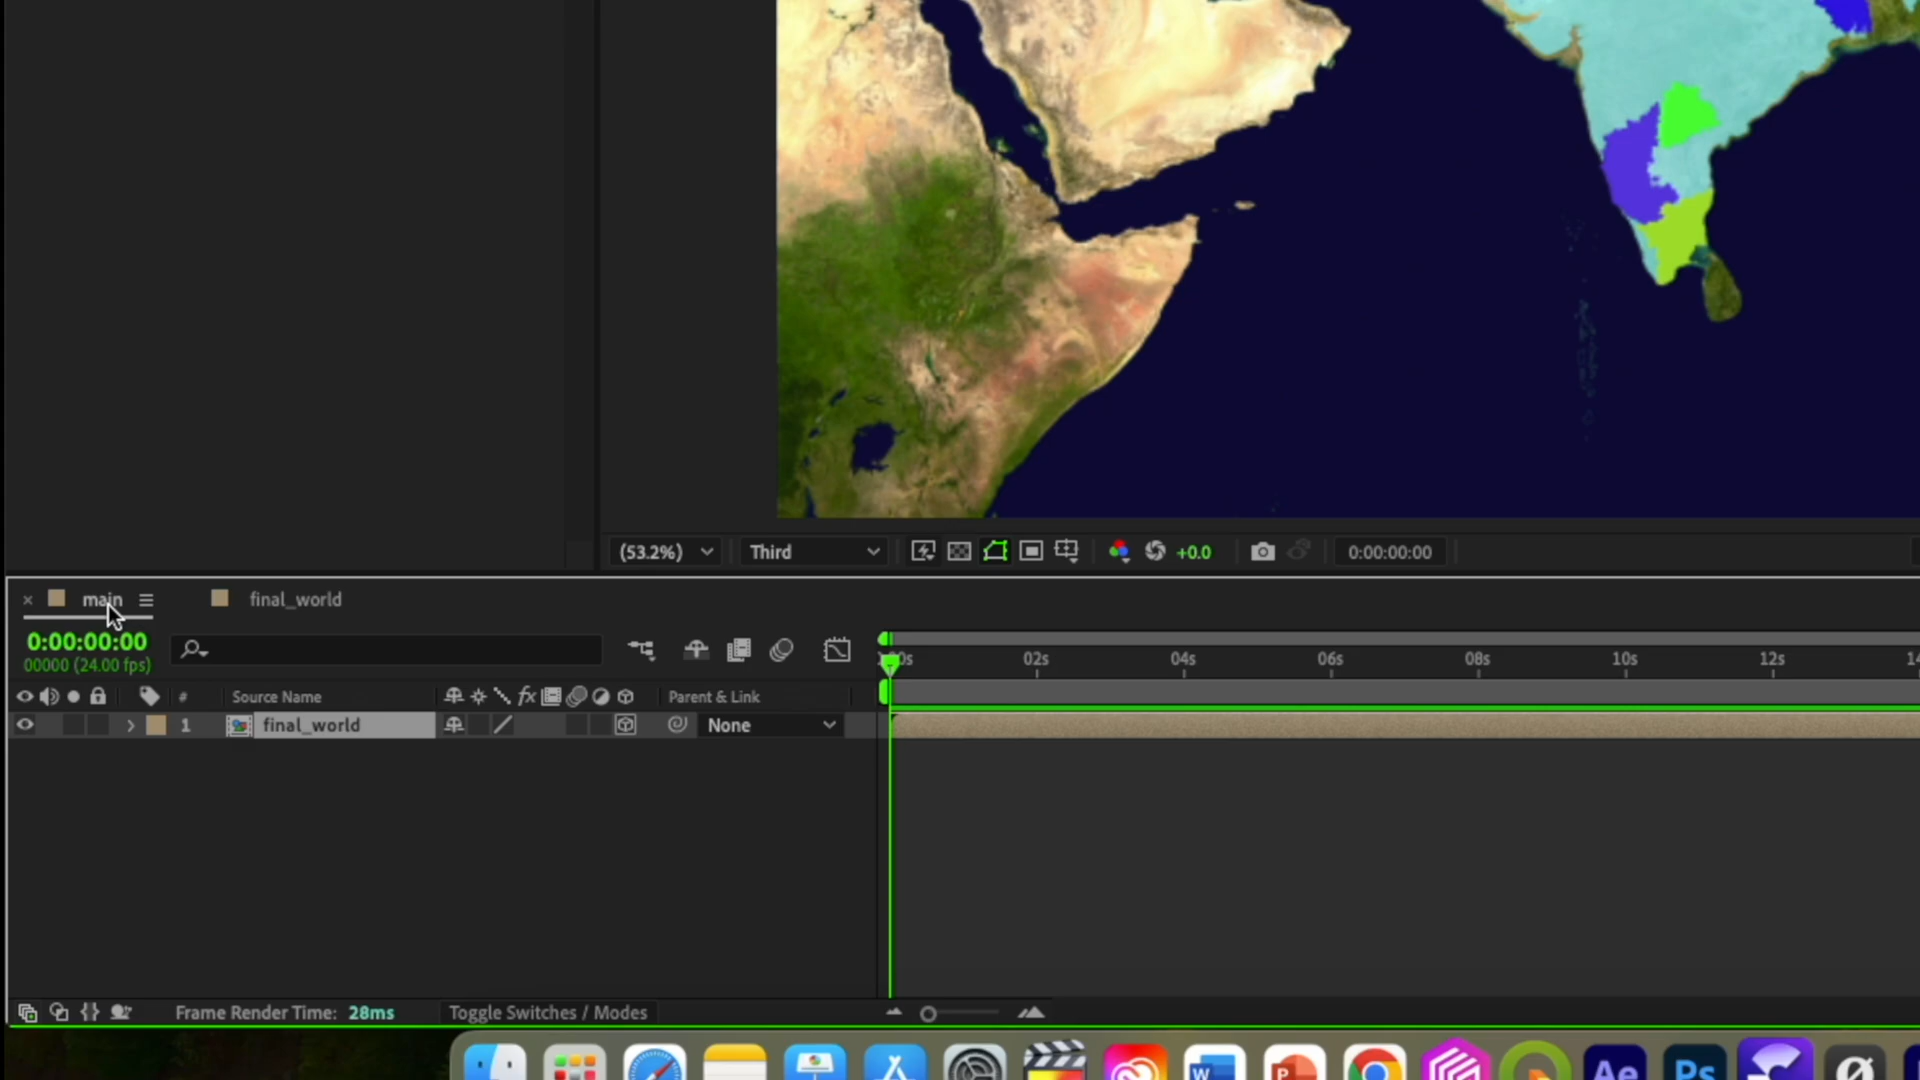 (53.2%) Third +0.0 0:00:00:00
× main final_world
0:00:00:00
00000 (24.00 fps)
02s 04s 06s 08s 10s 12s
# Source Name fx Parent & Link
1 final_world None
Frame Render Time: 28ms Toggle Switches / Modes
W P Ae Ps